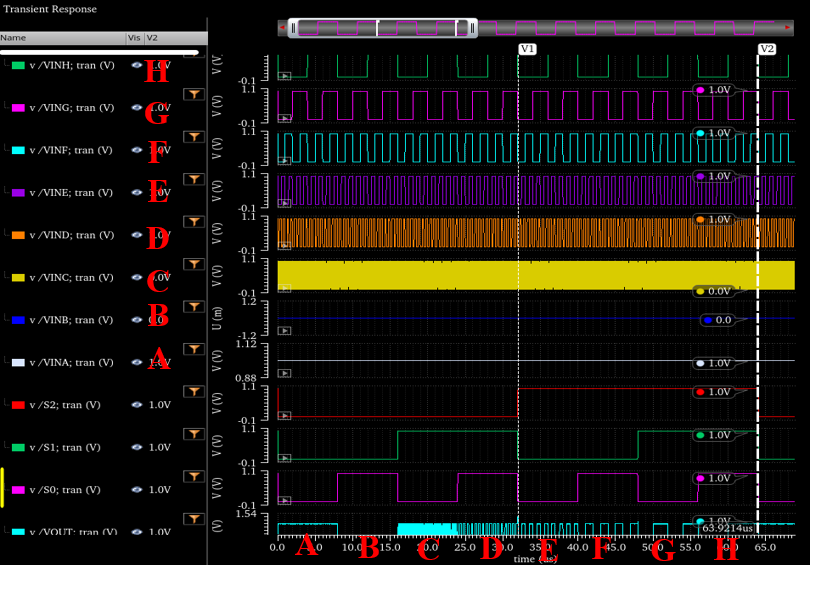 Transient Response
Name Vis V2
V1 V2
v /VINH; tran (V) 1.0V H
v /VING; tran (V) G
v /VINF; tran (V) F
v /VINE; tran (V) E
v /VIND; tran (V) D
v /VINC; tran (V) C
v /VINB; tran (V) B
v /VINA; tran (V) A
v /S2; tran (V) 1.0V
v /S1; tran (V) 1.0V
v /S0; tran (V) 1.0V
v /VOUT; tran (V) 1.0V
V (V) -0.1
V (V) 1.1 -0.1 1.0V
V (V) 1.1 -0.1 1.0V
V (V) 1.1 -0.1 1.0V
V (V) 1.1 -0.1 1.0V
V (V) 1.1 -0.1 0.0V
U (m) 1.2 -1.2 0.0
V (V) 1.12 0.88 1.0V
V (V) 1.1 -0.1 1.0V
V (V) 1.1 -0.1 1.0V
V (V) 1.1 -0.1 1.0V
(V) 1.54 1.0V
63.9214us
0.0 10.0 15.0 20.0 25.0 30.0 35.0 40.0 45.0 50.0 55.0 65.0
A B C D E F G H
time (us)